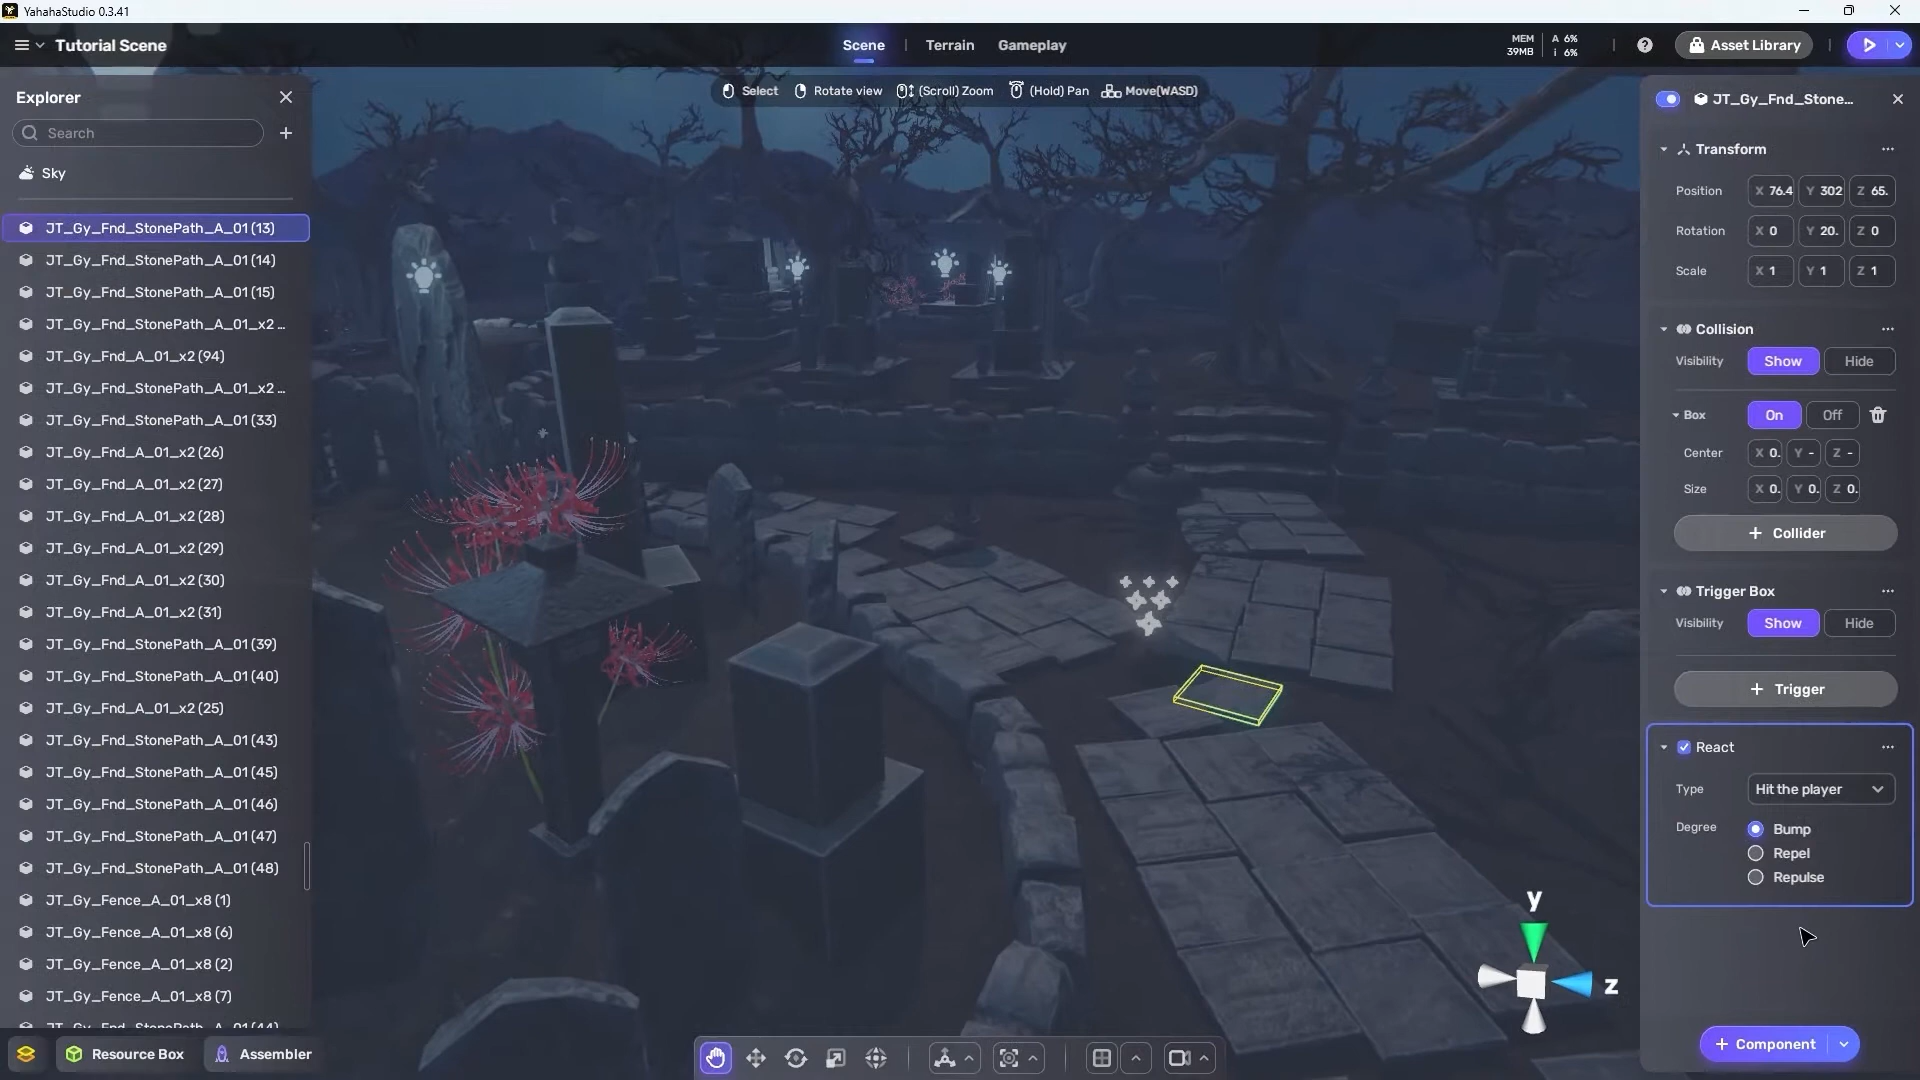 YahahaStudio 0.3.41
Tutorial Scene
Scene
Terrain
Gameplay
MEM
39MB
A 6%
i 6%
Asset Library
Explorer
Search
Sky
JT_Gy_Fnd_StonePath_A_01 (13)
JT_Gy_Fnd_StonePath_A_01 (14)
JT_Gy_Fnd_StonePath_A_01 (15)
JT_Gy_Fnd_StonePath_A_01_x2 ...
JT_Gy_Fnd_A_01_x2 (94)
JT_Gy_Fnd_StonePath_A_01_x2 ...
JT_Gy_Fnd_StonePath_A_01 (33)
JT_Gy_Fnd_A_01_x2 (26)
JT_Gy_Fnd_A_01_x2 (27)
JT_Gy_Fnd_A_01_x2 (28)
JT_Gy_Fnd_A_01_x2 (29)
JT_Gy_Fnd_A_01_x2 (30)
JT_Gy_Fnd_A_01_x2 (31)
JT_Gy_Fnd_StonePath_A_01 (39)
JT_Gy_Fnd_StonePath_A_01 (40)
JT_Gy_Fnd_A_01_x2 (25)
JT_Gy_Fnd_StonePath_A_01 (43)
JT_Gy_Fnd_StonePath_A_01 (45)
JT_Gy_Fnd_StonePath_A_01 (46)
JT_Gy_Fnd_StonePath_A_01 (47)
JT_Gy_Fnd_StonePath_A_01 (48)
JT_Gy_Fence_A_01_x8 (1)
JT_Gy_Fence_A_01_x8 (6)
JT_Gy_Fence_A_01_x8 (2)
JT_Gy_Fence_A_01_x8 (7)
JT_Gy_Fnd_StonePath_A_01 (44)
Resource Box
Assembler
Select
Rotate view
(Scroll) Zoom
(Hold) Pan
Move(WASD)
y
z
JT_Gy_Fnd_Stone...
Transform
Position X 76.4 Y 302 Z 65.
Rotation X 0 Y 20. Z 0
Scale X 1 Y 1 Z 1
Collision
Visibility Show Hide
Box On Off
Center X 0. Y - Z -
Size X 0. Y 0. Z 0.
+ Collider
Trigger Box
Visibility Show Hide
+ Trigger
React
Type Hit the player
Degree Bump
Repel
Repulse
+ Component